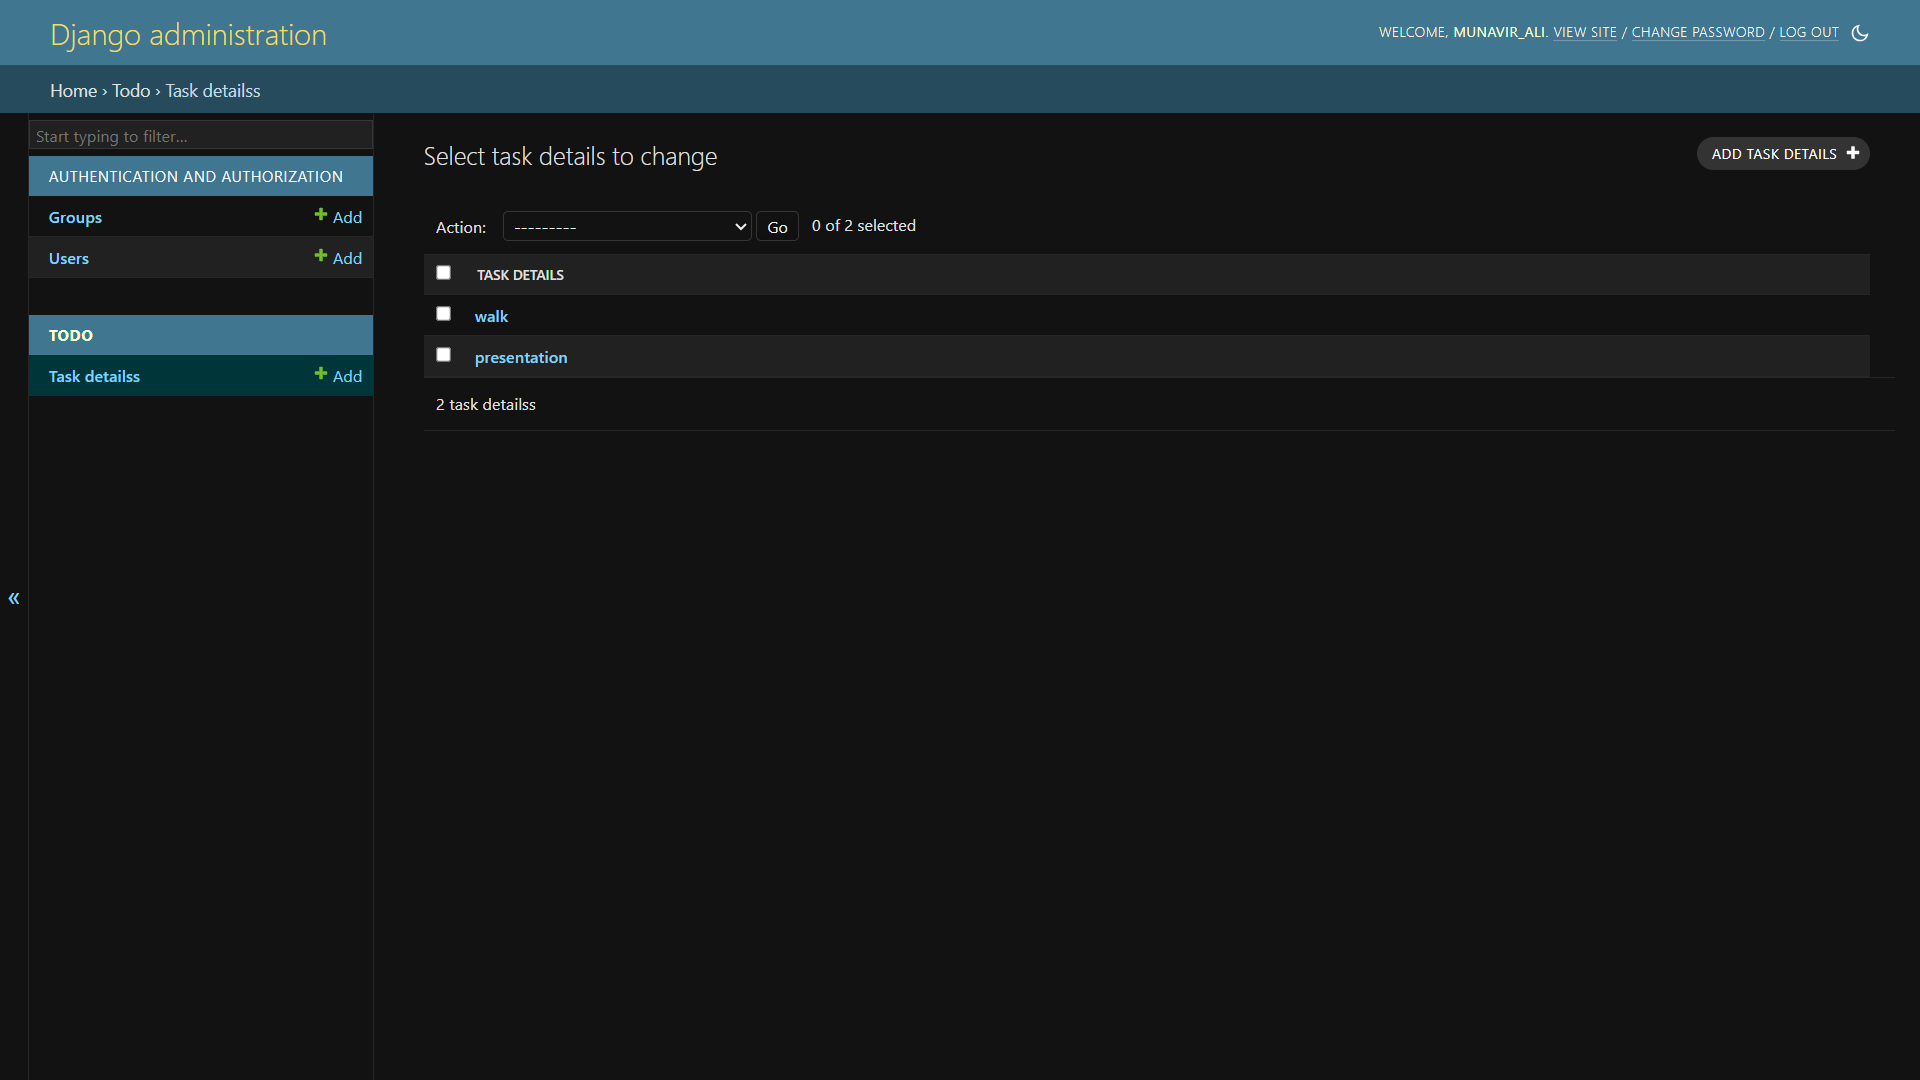 Django administration
WELCOME, MUNAVIR_ALI. VIEW SITE / CHANGE PASSWORD / LOG OUT
Home › Todo › Task detailss
Start typing to filter...
AUTHENTICATION AND AUTHORIZATION
Groups
Add
Users
Add
TODO
Task detailss
Add
«
Select task details to change
ADD TASK DETAILS
Action: --------- Go 0 of 2 selected
TASK DETAILS
walk
presentation
2 task detailss